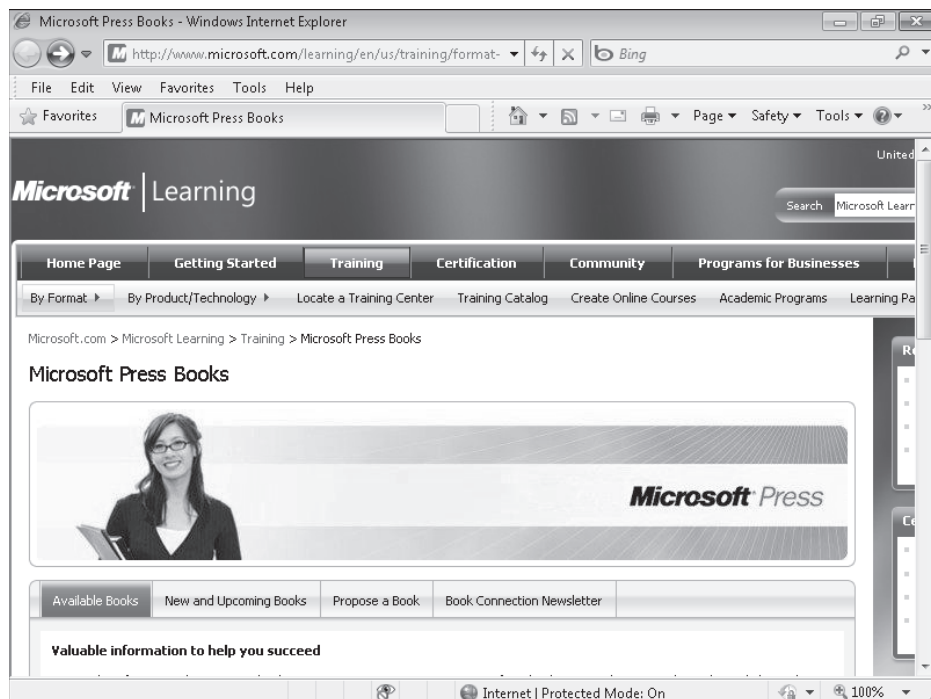 Microsoft Press Books - Windows Internet Explorer
http://www.microsoft.com/learning/en/us/training/format-
Bing
File Edit View Favorites Tools Help
Favorites
Microsoft Press Books
Page Safety Tools
United
Microsoft Learning
Search Microsoft Learr
Home Page Getting Started Training Certification Community Programs for Businesses
By Format By Product/Technology Locate a Training Center Training Catalog Create Online Courses Academic Programs Learning Pa
Microsoft.com > Microsoft Learning > Training > Microsoft Press Books
Re
Microsoft Press Books
Microsoft Press
Ce
Available Books New and Upcoming Books Propose a Book Book Connection Newsletter
Valuable information to help you succeed
Internet | Protected Mode: On
100%